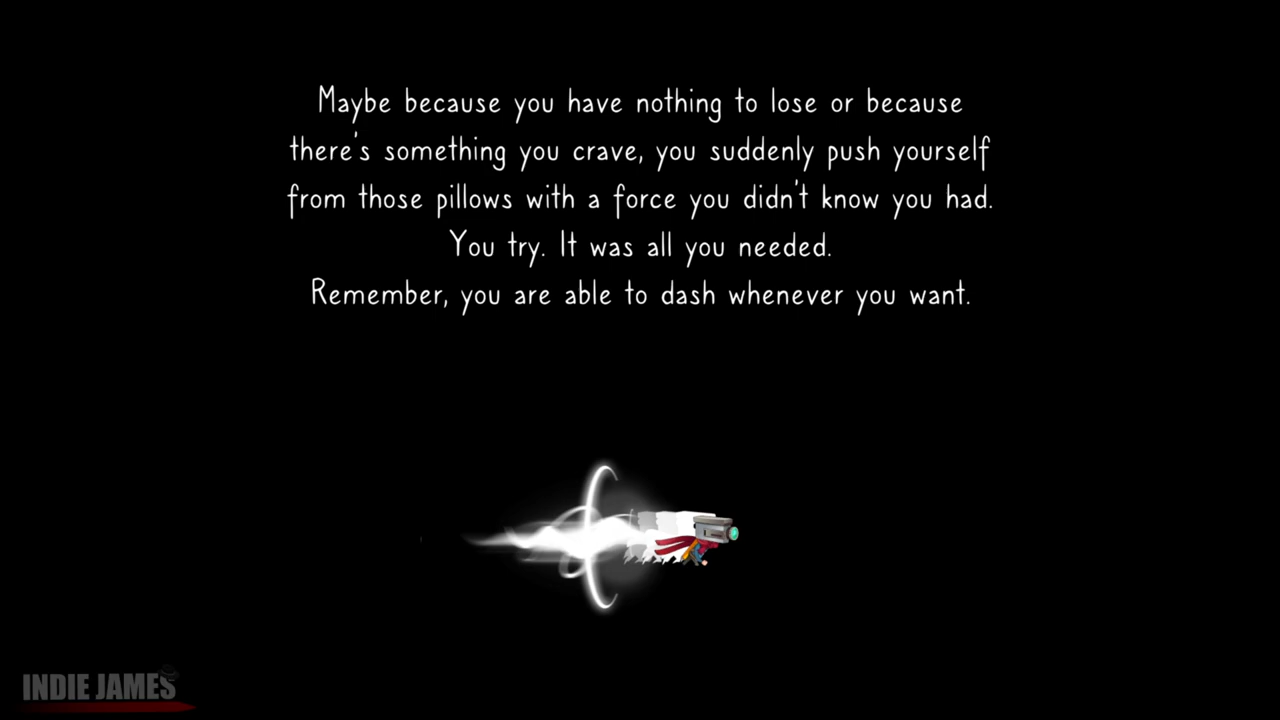 Maybe because you have nothing to lose or because
there's something you crave, you suddenly push yourself
from those pillows with a force you didn't know you had.
You try. It was all you needed.
Remember, you are able to dash whenever you want.
INDIE JAMES